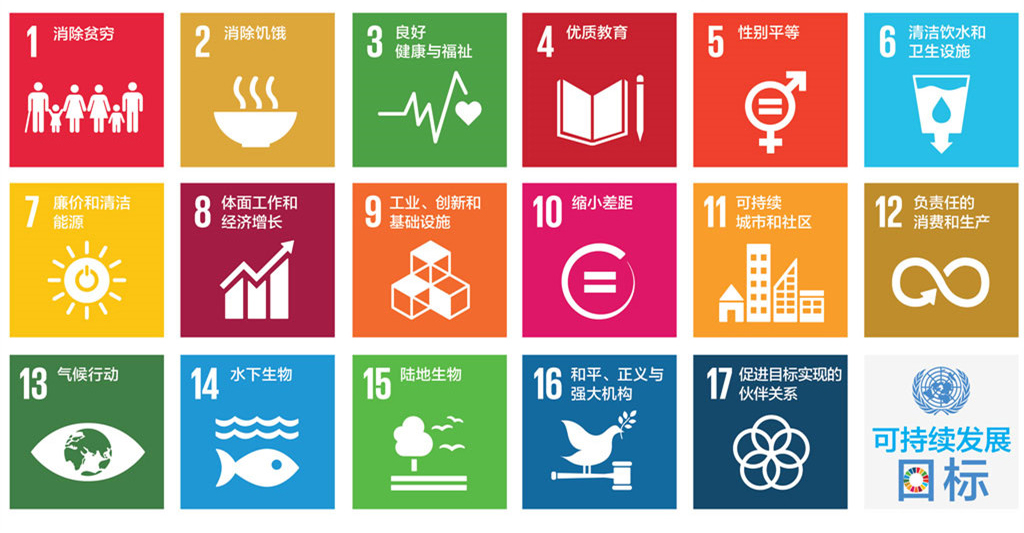 1 消除贫穷
2 消除饥饿
3 良好
健康与福祉
4 优质教育
5 性别平等
6 清洁饮水和
卫生设施
7 廉价和清洁
能源
8 体面工作和
经济增长
9 工业、创新和
基础设施
10 缩小差距
11 可持续
城市和社区
12 负责任的
消费和生产
13 气候行动
14 水下生物
15 陆地生物
16 和平、正义与
强大机构
17 促进目标实现的
伙伴关系
可持续发展
目标